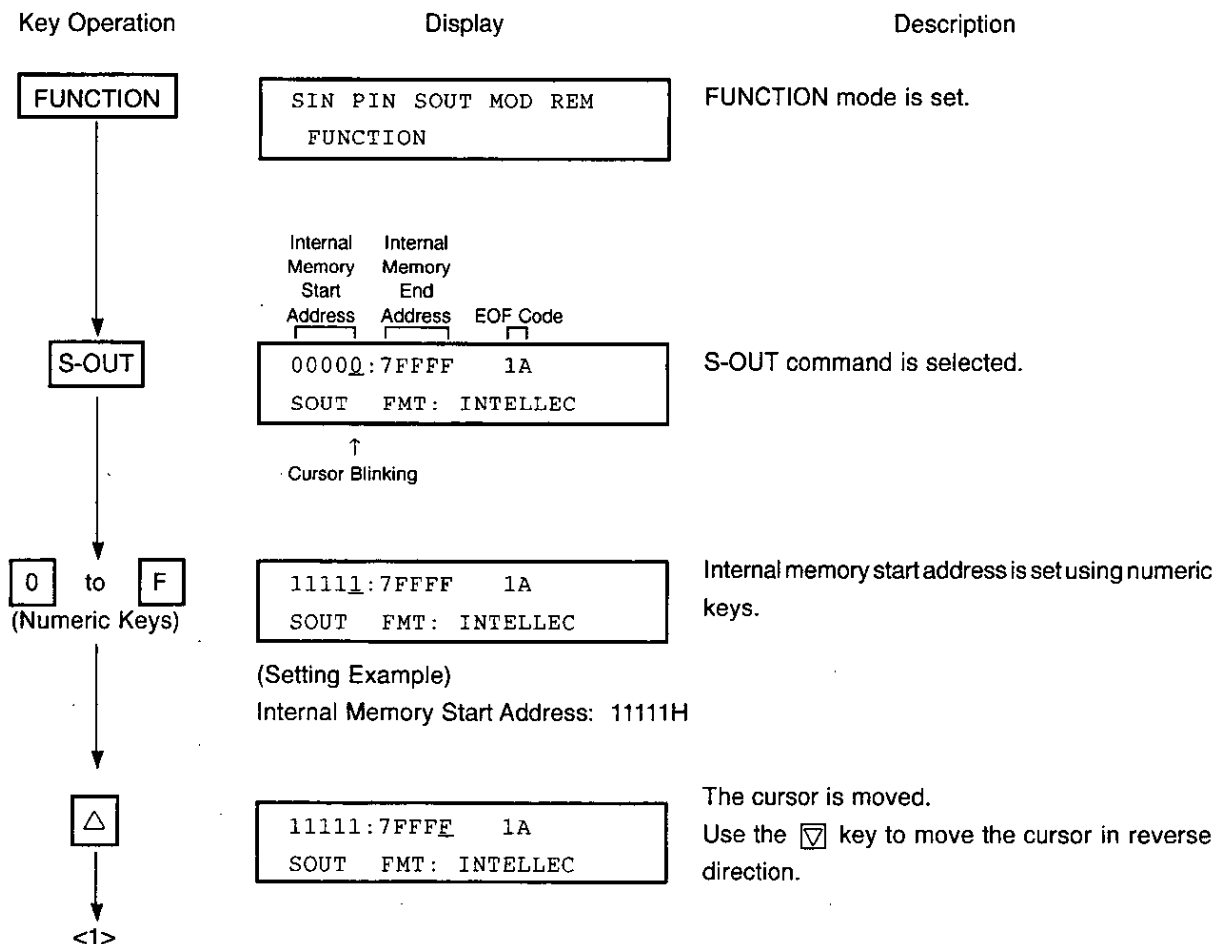 Key Operation Display Description
FUNCTION
SIN PIN SOUT MOD REM
FUNCTION
FUNCTION mode is set.
Internal Internal
Memory Memory
Start End
Address Address EOF Code
S-OUT
00000:7FFFF 1A
SOUT FMT: INTELLEC
S-OUT command is selected.
↑
Cursor Blinking
0 to F
(Numeric Keys)
11111:7FFFF 1A
SOUT FMT: INTELLEC
Internal memory start address is set using numeric
keys.
(Setting Example)
Internal Memory Start Address: 11111H
△
11111:7FFFF 1A
SOUT FMT: INTELLEC
The cursor is moved.
Use the ▽ key to move the cursor in reverse
direction.
<1>